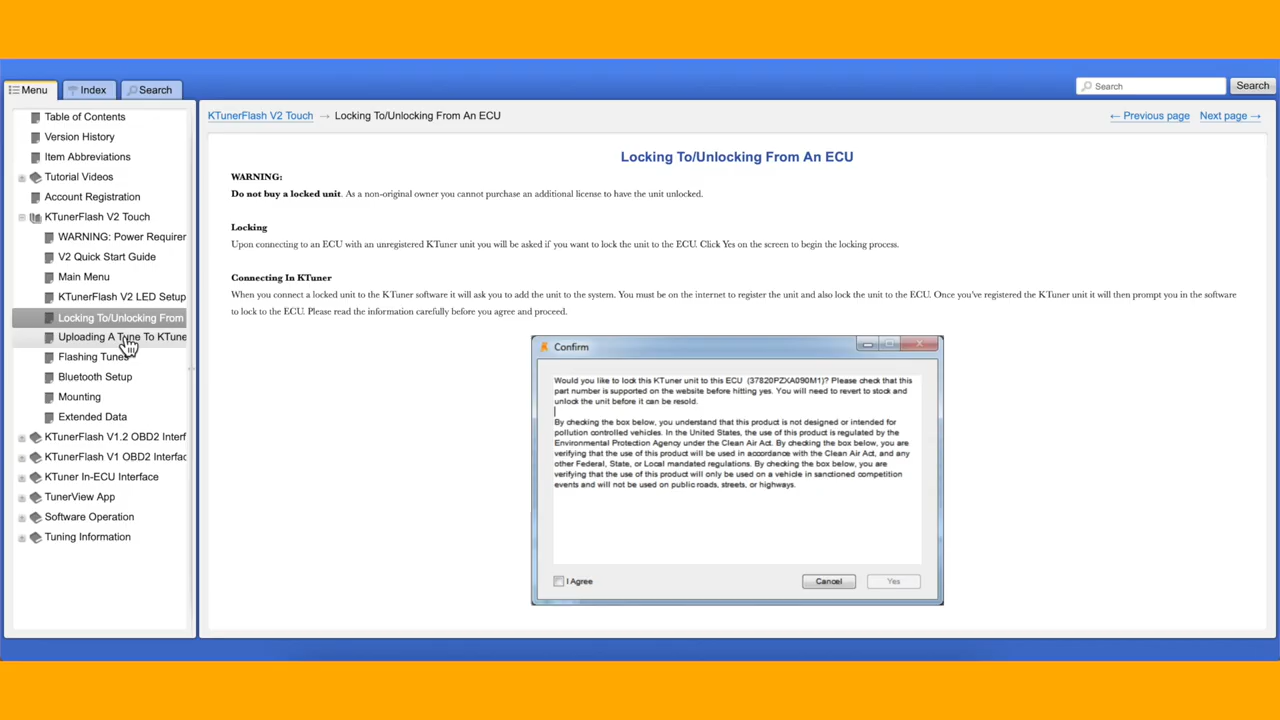 Menu
Index
Search
Search
Search
Table of Contents
Version History
Item Abbreviations
Tutorial Videos
Account Registration
KTunerFlash V2 Touch
WARNING: Power Requirer
V2 Quick Start Guide
Main Menu
KTunerFlash V2 LED Setup
Locking To/Unlocking From
Uploading A Tune To KTune
Flashing Tunes
Bluetooth Setup
Mounting
Extended Data
KTunerFlash V1.2 OBD2 Interf
KTunerFlash V1 OBD2 Interfac
KTuner In-ECU Interface
TunerView App
Software Operation
Tuning Information
KTunerFlash V2 Touch → Locking To/Unlocking From An ECU
← Previous page
Next page →
Locking To/Unlocking From An ECU
WARNING:
Do not buy a locked unit. As a non-original owner you cannot purchase an additional license to have the unit unlocked.
Locking
Upon connecting to an ECU with an unregistered KTuner unit you will be asked if you want to lock the unit to the ECU. Click Yes on the screen to begin the locking process.
Connecting In KTuner
When you connect a locked unit to the KTuner software it will ask you to add the unit to the system. You must be on the internet to register the unit and also lock the unit to the ECU. Once you've registered the KTuner unit it will then prompt you in the software
to lock to the ECU. Please read the information carefully before you agree and proceed.
Confirm
Would you like to lock this KTuner unit to this ECU (37820PZXA090M1)? Please check that this
part number is supported on the website before hitting yes. You will need to revert to stock and
unlock the unit before it can be resold.
By checking the box below, you understand that this product is not designed or intended for
pollution controlled vehicles. In the United States, the use of this product is regulated by the
Environmental Protection Agency under the Clean Air Act. By checking the box below, you are
verifying that the use of this product will be used in accordance with the Clean Air Act, and any
other Federal, State, or Local mandated regulations. By checking the box below, you are
verifying that the use of this product will only be used on a vehicle in sanctioned competition
events and will not be used on public roads, streets, or highways.
I Agree
Cancel
Yes